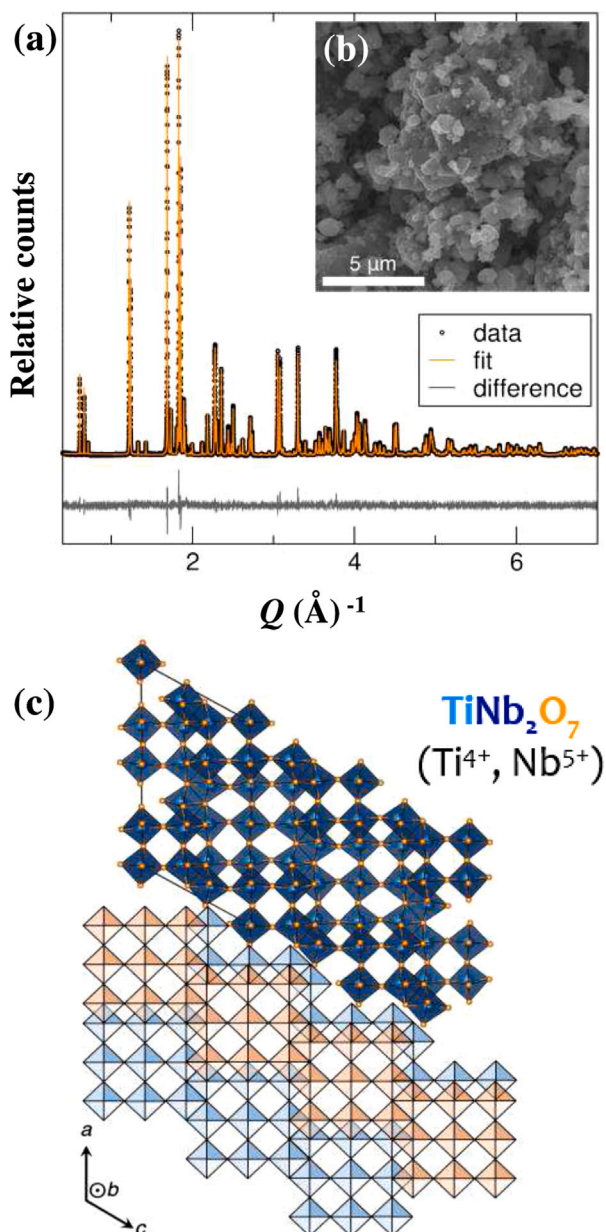 (a)
(b)
Relative counts
5 µm
data
fit
difference
2
4
6
Q (Å) -1
(c)
TiNb2O7
(Ti4+, Nb5+)
a
b
c